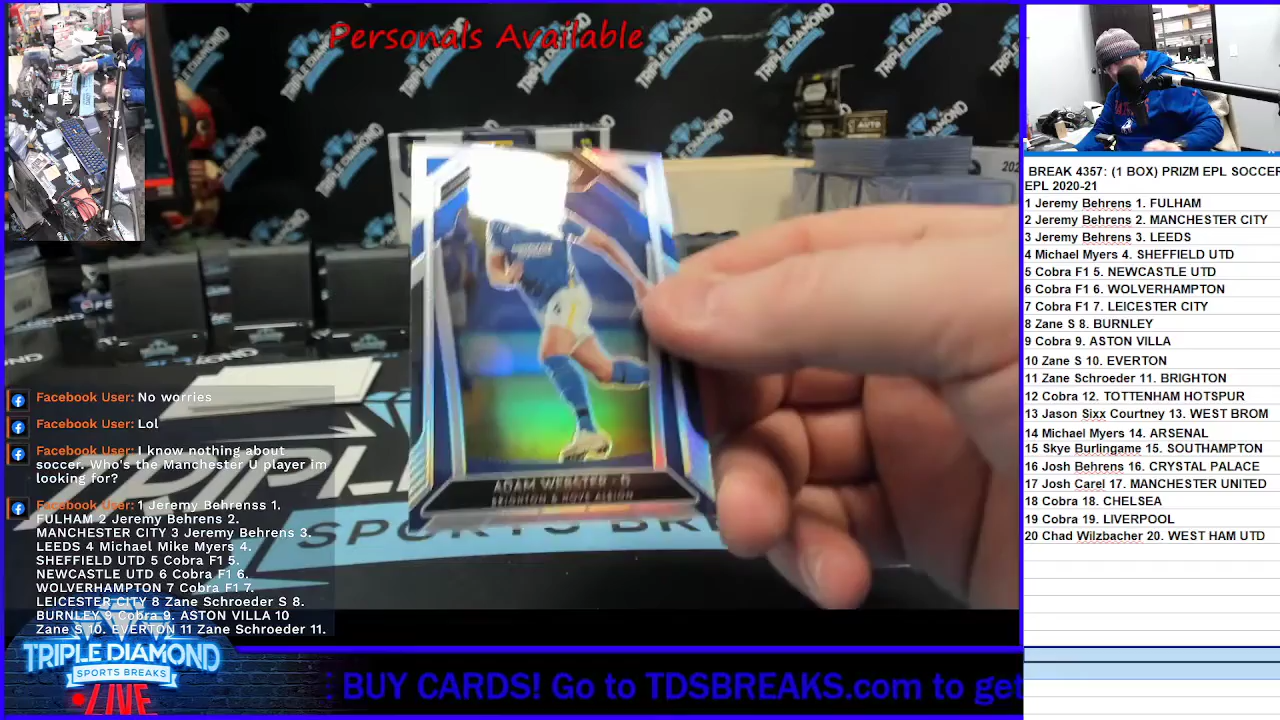 Personals Available
BREAK 4357: (1 BOX) PRIZM EPL SOCCER
EPL 2020-21
1 Jeremy Behrens 1. FULHAM
2 Jeremy Behrens 2. MANCHESTER CITY
3 Jeremy Behrens 3. LEEDS
4 Michael Myers 4. SHEFFIELD UTD
5 Cobra F1 5. NEWCASTLE UTD
6 Cobra F1 6. WOLVERHAMPTON
7 Cobra F1 7. LEICESTER CITY
8 Zane S 8. BURNLEY
9 Cobra 9. ASTON VILLA
10 Zane S 10. EVERTON
11 Zane Schroeder 11. BRIGHTON
12 Cobra 12. TOTTENHAM HOTSPUR
13 Jason Sixx Courtney 13. WEST BROM
14 Michael Myers 14. ARSENAL
15 Skye Burlingame 15. SOUTHAMPTON
16 Josh Behrens 16. CRYSTAL PALACE
17 Josh Carel 17. MANCHESTER UNITED
18 Cobra 18. CHELSEA
19 Cobra 19. LIVERPOOL
20 Chad Wilzbacher 20. WEST HAM UTD
TRIPLE DIAMOND
ADAM WEBSTER - D
BRIGHTON & HOVE ALBION
SPORTS BRE
Facebook User: No worries
Facebook User: Lol
Facebook User: I know nothing about
soccer. Who's the Manchester U player im
looking for?
Facebook User: 1 Jeremy Behrenss 1.
FULHAM 2 Jeremy Behrens 2.
MANCHESTER CITY 3 Jeremy Behrens 3.
LEEDS 4 Michael Mike Myers 4.
SHEFFIELD UTD 5 Cobra F1 5.
NEWCASTLE UTD 6 Cobra F1 6.
WOLVERHAMPTON 7 Cobra F1 7.
LEICESTER CITY 8 Zane Schroeder S 8.
BURNLEY 9 Cobra 9. ASTON VILLA 10
Zane S 10. EVERTON 11 Zane Schroeder 11.
TRIPLE DIAMOND
SPORTS BREAKS
LIVE
BUY CARDS! Go to TDSBREAKS.com to get